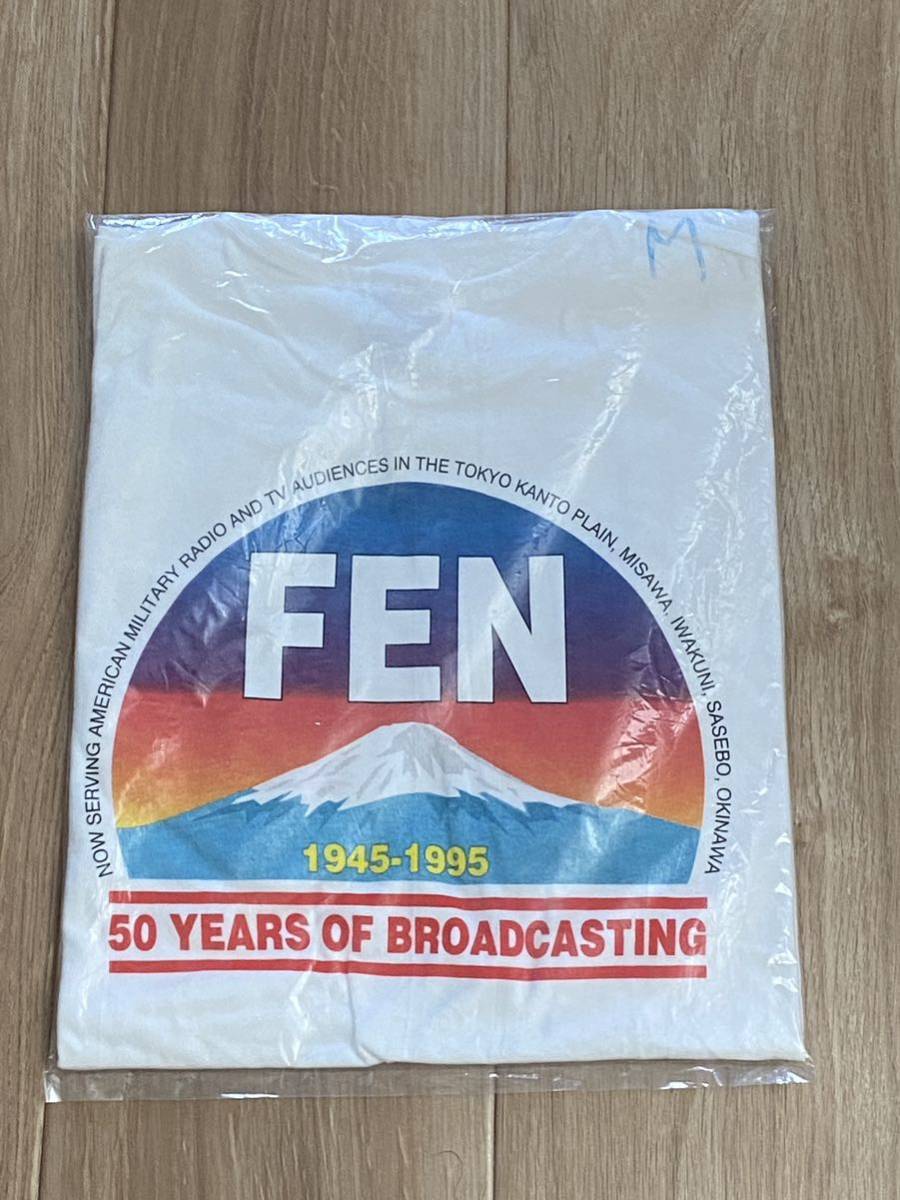 M
NOW SERVING AMERICAN MILITARY RADIO AND TV AUDIENCES IN THE TOKYO KANTO PLAIN, MISAWA, IWAKUNI, SASEBO, OKINAWA
FEN
1945-1995
50 YEARS OF BROADCASTING